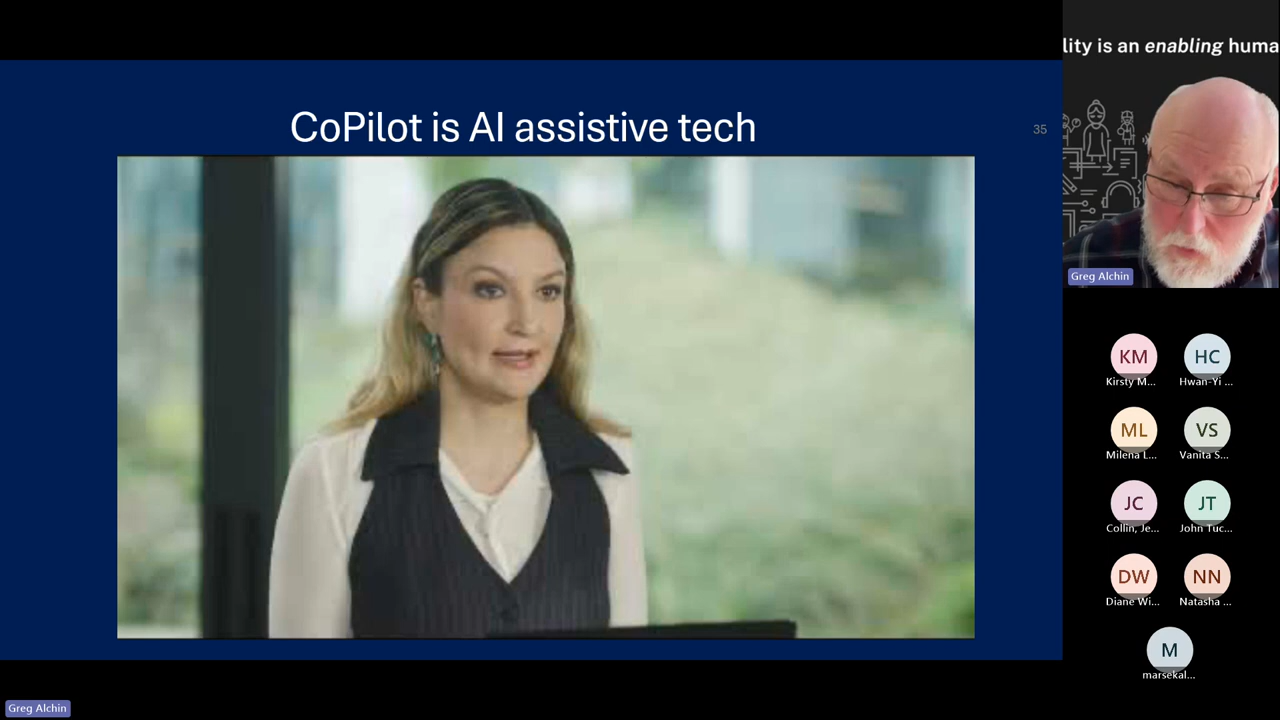 CoPilot is AI assistive tech
35
lity is an enabling huma
Greg Alchin
KM
Kirsty M...
HC
Hwan-Yi ...
ML
Milena L...
VS
Vanita S...
JC
Collin, Je...
JT
John Tuc...
DW
Diane Wi...
NN
Natasha ...
M
marsekal...
Greg Alchin